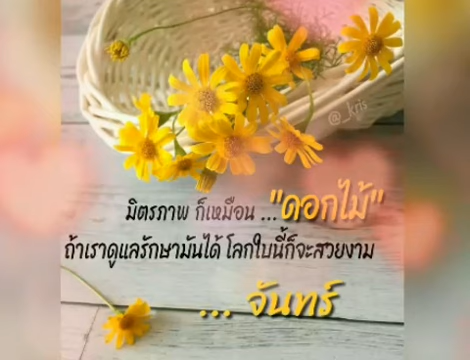 @_kris
มิตรภาพ ก็เหมือน ..."ดอกไม้"
ถ้าเราดูแลรักษามันได้ โลกใบนี้ก็จะสวยงาม
... จันทร์